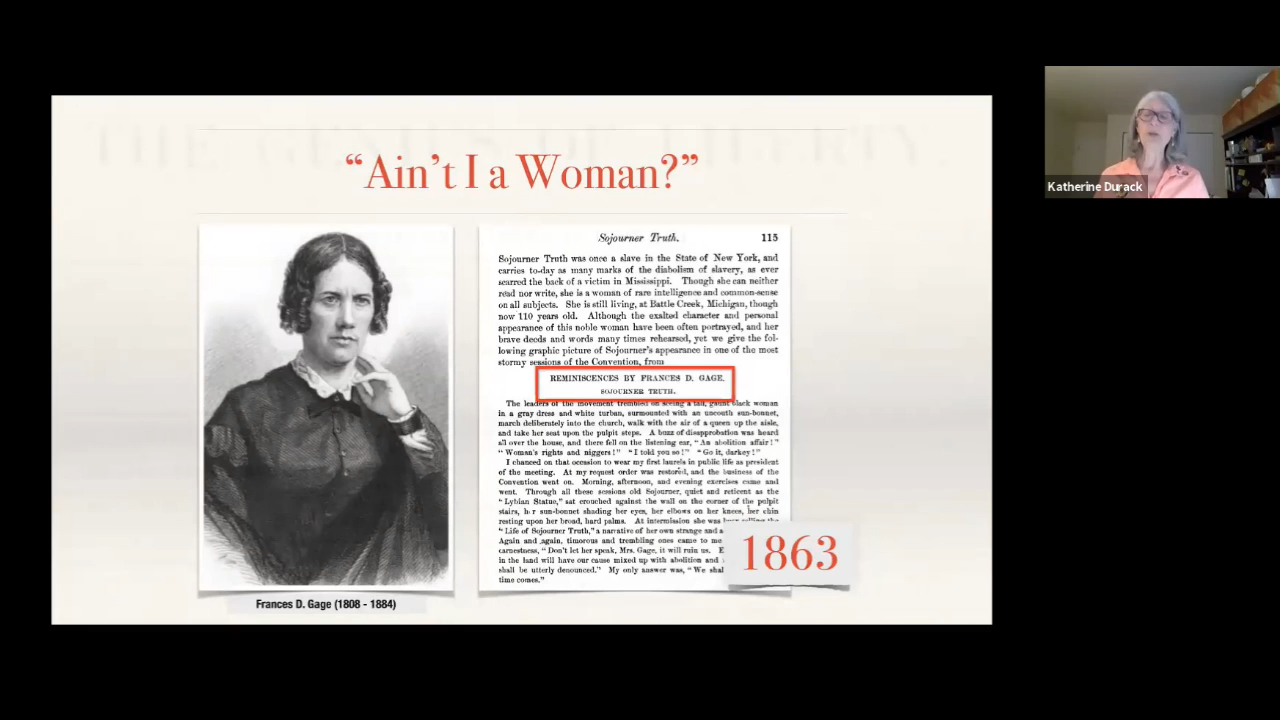 “Ain’t I a Woman?”
Sojourner Truth. 115
Sojourner Truth was once a slave in the State of New York, and
carries to-day as many marks of the diabolism of slavery, as ever
scarred the back of a victim in Mississippi. Though she can neither
read nor write, she is a woman of rare intelligence and common-sense
on all subjects. She is still living, at Battle Creek, Michigan, though
now 110 years old. Although the exalted character and personal
appearance of this noble woman have been often portrayed, and her
brave deeds and words many times rehearsed, yet we give the fol-
lowing graphic picture of Sojourner’s appearance in one of the most
stormy sessions of the Convention, from
REMINISCENCES BY FRANCES D. GAGE.
SOJOURNER TRUTH.
The leaders of the movement trembled on seeing a tall, gaunt black woman
in a gray dress and white turban, surmounted with an uncouth sun-bonnet,
march deliberately into the church, walk with the air of a queen up the aisle,
and take her seat upon the pulpit steps. A buzz of disapprobation was heard
all over the house, and there fell on the listening ear, “An abolition affair!”
“Woman’s rights and niggers!” “I told you so!” “Go it, darkey!”
I chanced on that occasion to wear my first laurels in public life as president
of the meeting. At my request order was restored, and the business of the
Convention went on. Morning, afternoon, and evening exercises came and
went. Through all these sessions old Sojourner, quiet and reticent as the
“Lybian Statue,” sat crouched against the wall on the corner of the pulpit
stairs, her sun-bonnet shading her eyes, her elbows on her knees, her chin
resting upon her broad, hard palms. At intermission she was busy selling the
“Life of Sojourner Truth,” a narrative of her own strange and a
Again and again, timorous and trembling ones came to me
earnestness, “Don’t let her speak, Mrs. Gage, it will ruin us. E
in the land will have our cause mixed up with abolition and
shall be utterly denounced.” My only answer was, “We shal
time comes.”
1863
Frances D. Gage (1808 - 1884)
Katherine Durack